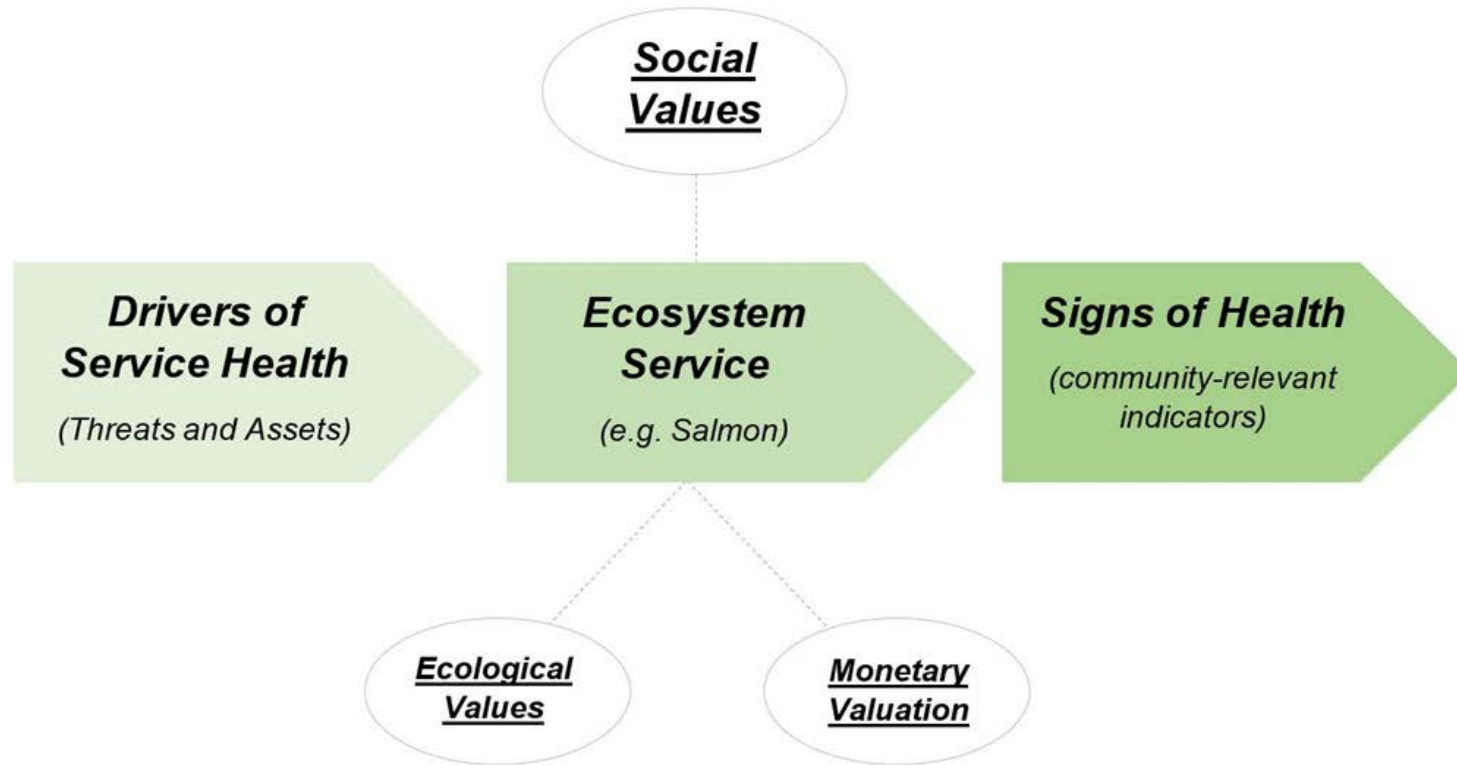 Social
Values
Drivers of
Service Health
(Threats and Assets)
Ecosystem
Service
(e.g. Salmon)
Signs of Health
(community-relevant
indicators)
Ecological
Values
Monetary
Valuation